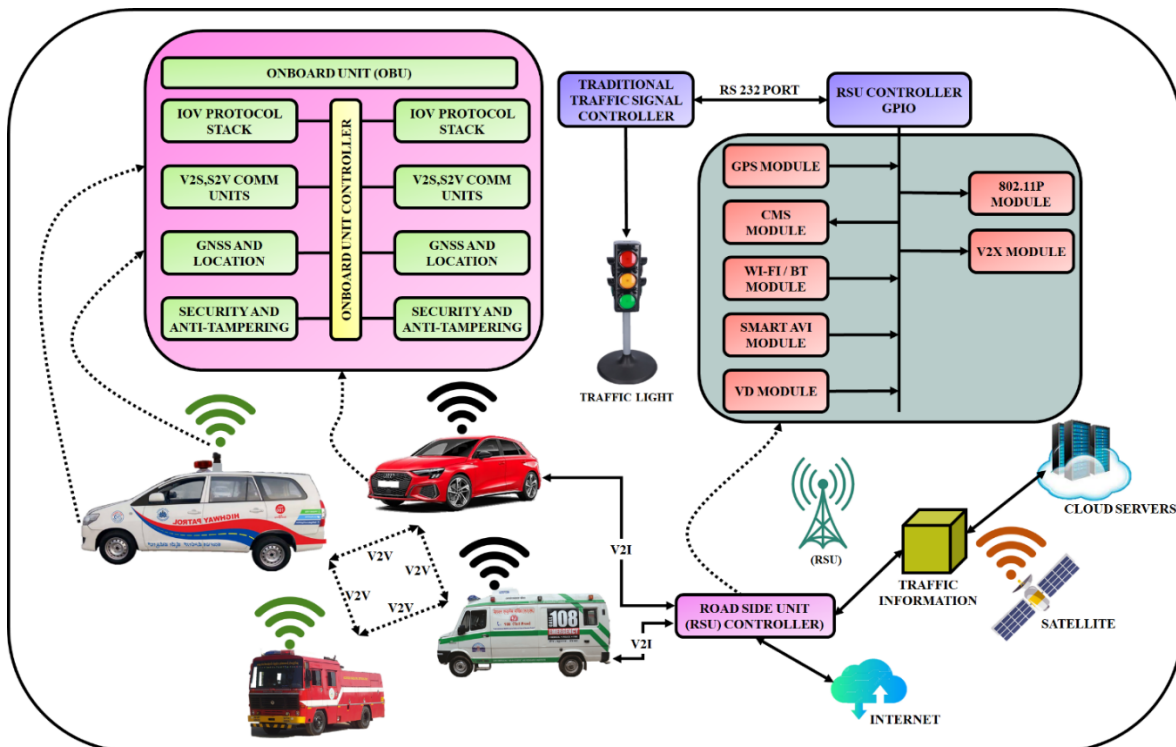 ONBOARD UNIT (OBU)
IOV PROTOCOL
STACK
V2S,S2V COMM
UNITS
GNSS AND
LOCATION
SECURITY AND
ANTI-TAMPERING
ONBOARD UNIT CONTROLLER
IOV PROTOCOL
STACK
V2S,S2V COMM
UNITS
GNSS AND
LOCATION
SECURITY AND
ANTI-TAMPERING
TRADITIONAL
TRAFFIC SIGNAL
CONTROLLER
RS 232 PORT
RSU CONTROLLER
GPIO
GPS MODULE
CMS
MODULE
WI-FI / BT
MODULE
SMART AVI
MODULE
VD MODULE
802.11P
MODULE
V2X MODULE
TRAFFIC LIGHT
HIGHWAY PATROL
V2V
V2V
V2V
V2V
108
EMERGENCY
V2I
V2I
(RSU)
ROAD SIDE UNIT
(RSU) CONTROLLER)
TRAFFIC
INFORMATION
CLOUD SERVERS
SATELLITE
INTERNET